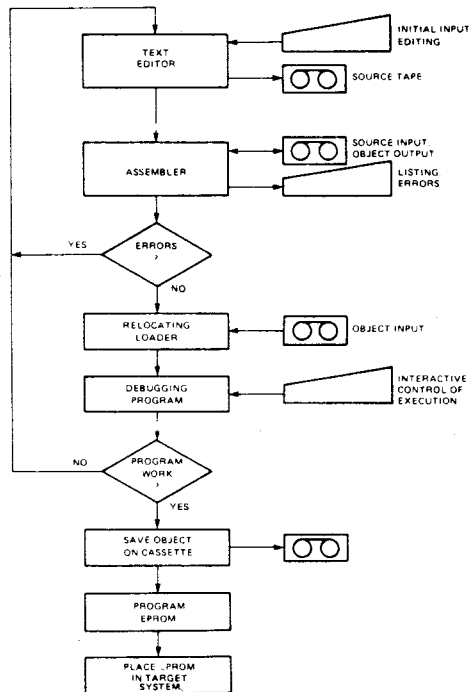 INITIAL INPUT
EDITING
TEXT
EDITOR
SOURCE TAPE
SOURCE INPUT,
OBJECT OUTPUT
ASSEMBLER
LISTING,
ERRORS
YES
ERRORS
?
NO
RELOCATING
LOADER
OBJECT INPUT
DEBUGGING
PROGRAM
INTERACTIVE
CONTROL OF
EXECUTION
NO
PROGRAM
WORK
?
YES
SAVE OBJECT
ON CASSETTE
PROGRAM
EPROM
PLACE EPROM
IN TARGET
SYSTEM